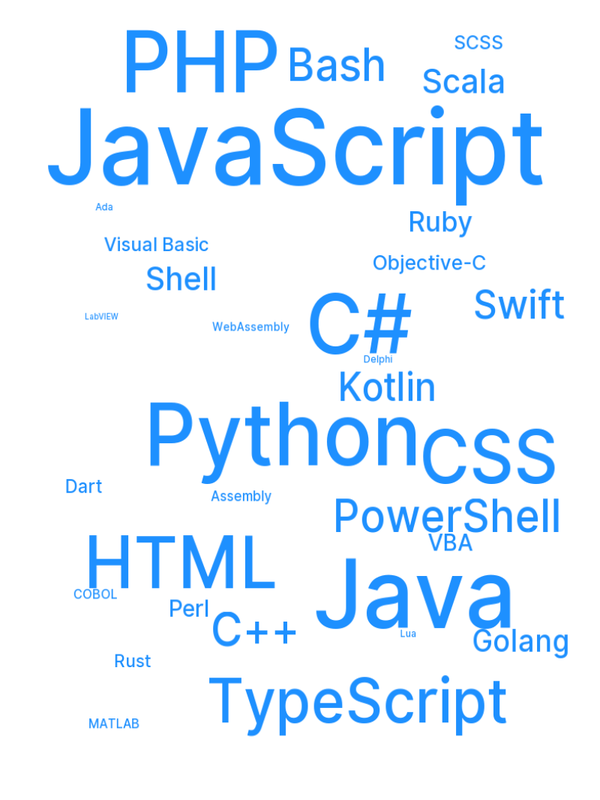 SCSS
PHP
Bash
Scala
JavaScript
Ada
Ruby
Visual Basic
Objective-C
Shell
Swift
LabVIEW
WebAssembly
C#
Delphi
Kotlin
Python
CSS
Dart
Assembly
PowerShell
VBA
HTML
COBOL
Java
Perl
C++
Lua
Golang
Rust
TypeScript
MATLAB